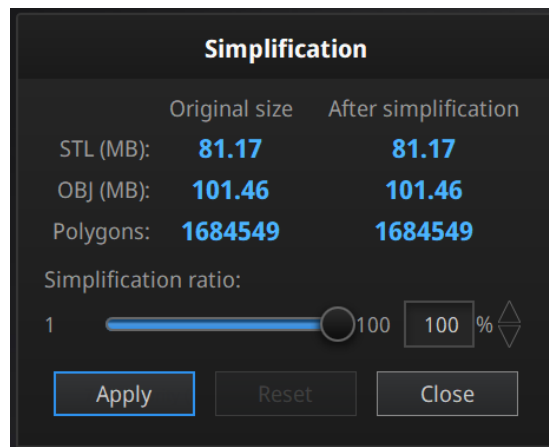 Simplification
Original size After simplification
STL (MB): 81.17 81.17
OBJ (MB): 101.46 101.46
Polygons: 1684549 1684549
Simplification ratio:
1 100 100 %
Apply Reset Close